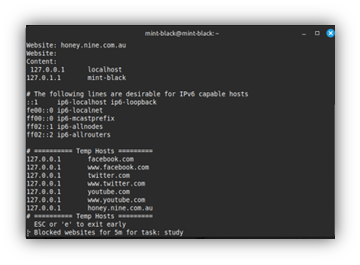 mint-black@mint-black: ~
Website: honey.nine.com.au
Website:
Content:
127.0.0.1 localhost
127.0.1.1 mint-black
# The following lines are desirable for IPv6 capable hosts
::1 ip6-localhost ip6-loopback
fe00::0 ip6-localnet
ff00::0 ip6-mcastprefix
ff02::1 ip6-allnodes
ff02::2 ip6-allrouters
# ========== Temp Hosts =========
127.0.0.1 facebook.com
127.0.0.1 www.facebook.com
127.0.0.1 twitter.com
127.0.0.1 www.twitter.com
127.0.0.1 youtube.com
127.0.0.1 www.youtube.com
127.0.0.1 honey.nine.com.au
# ========== Temp Hosts =========
ESC or 'e' to exit early
Blocked websites for 5m for task: study